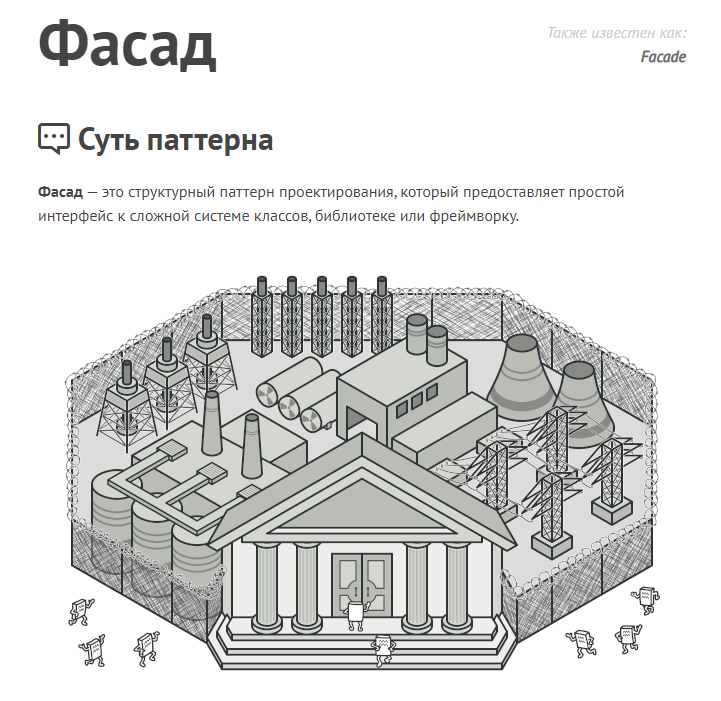 Фасад
Также известен как:
Facade
Суть паттерна
Фасад — это структурный паттерн проектирования, который предоставляет простой
интерфейс к сложной системе классов, библиотеке или фреймворку.